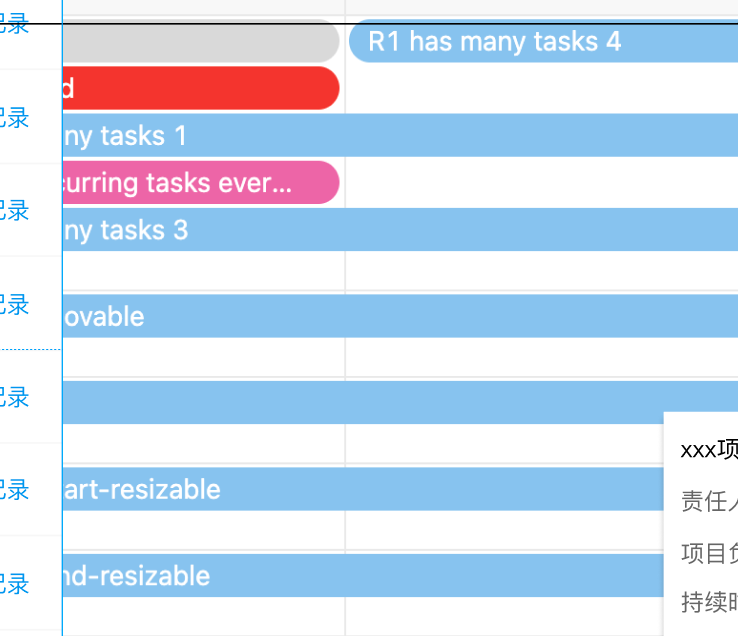 记录
R1 has many tasks 4
d
记录
ny tasks 1
curring tasks ever...
记录
ny tasks 3
记录
ovable
记录
xxx项
记录
art-resizable
责任人
项目负
记录
nd-resizable
持续时